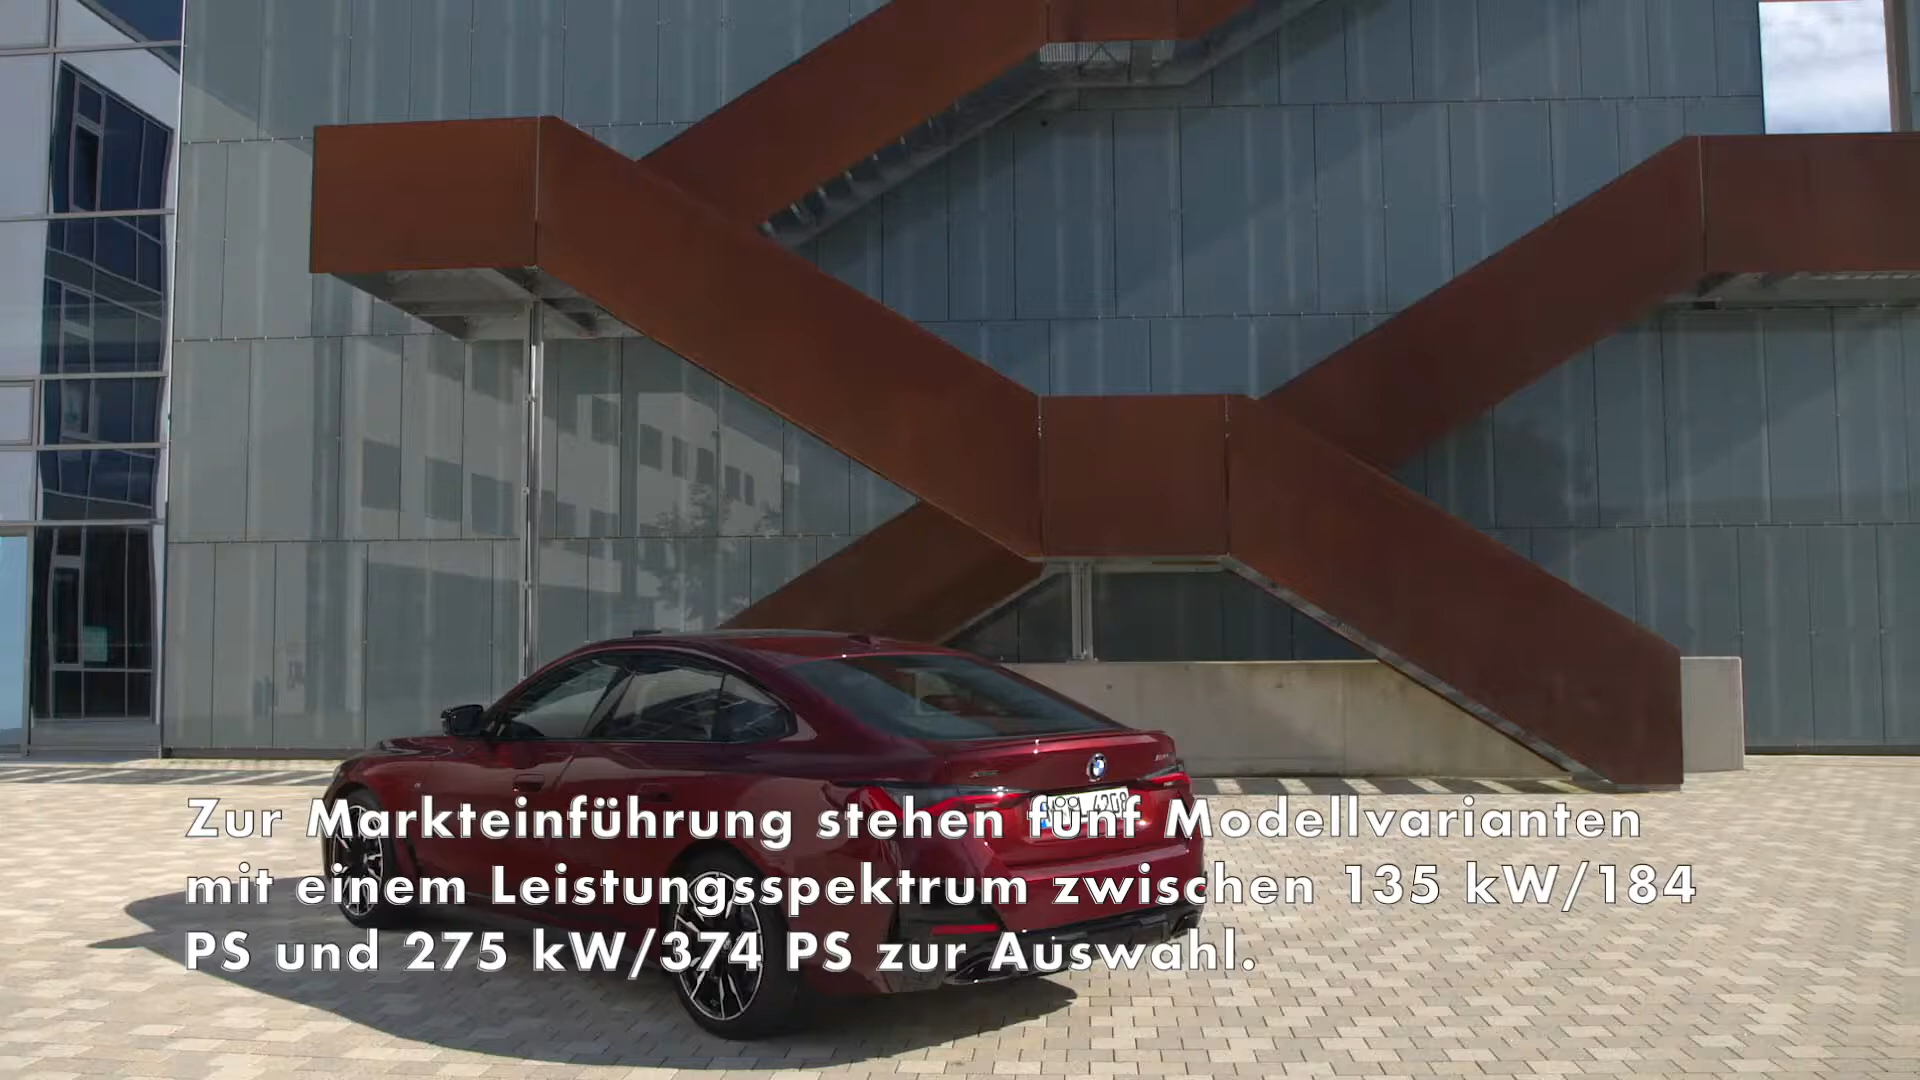 Zur Markteinführung stehen fünf Modellvarianten
mit einem Leistungsspektrum zwischen 135 kW/184
PS und 275 kW/374 PS zur Auswahl.